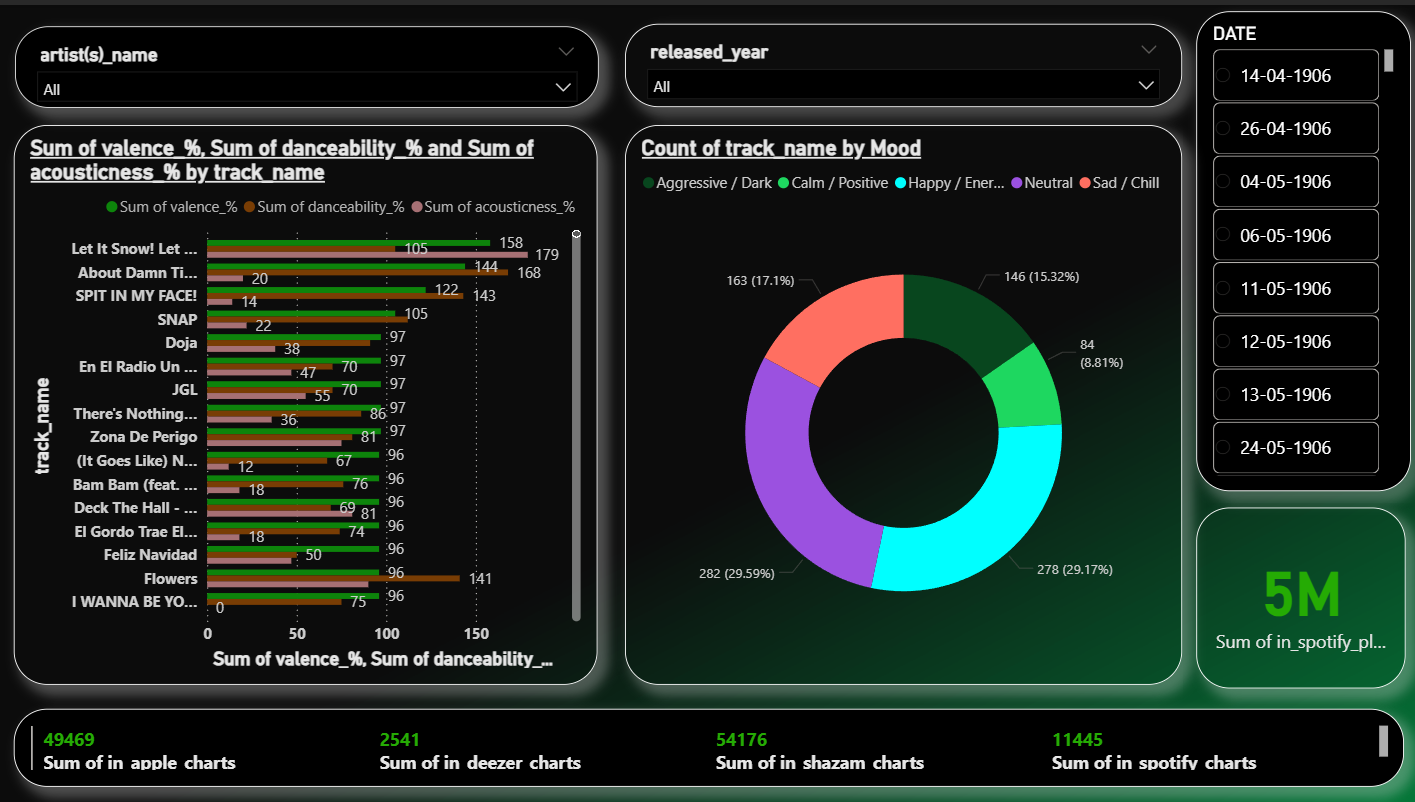 artist(s)_name
All
released_year
All
DATE
14-04-1906
26-04-1906
04-05-1906
06-05-1906
11-05-1906
12-05-1906
13-05-1906
24-05-1906
Sum of valence_%, Sum of danceability_% and Sum of
acousticness_% by track_name
Sum of valence_% Sum of danceability_% Sum of acousticness_%
track_name
Let It Snow! Let ... 158 105 179
About Damn Ti... 144 168 20
SPIT IN MY FACE! 122 143 14
SNAP 105 22
Doja 97 38
En El Radio Un ... 97 70 47
JGL 97 70 55
There's Nothing... 97 86 36
Zona De Perigo 97 81
(It Goes Like) N... 96 67 12
Bam Bam (feat. ... 96 76 18
Deck The Hall - ... 96 69 81
El Gordo Trae El... 96 74 18
Feliz Navidad 96 50
Flowers 96 141
I WANNA BE YO... 96 75 0
0 50 100 150
Sum of valence_%, Sum of danceability_...
Count of track_name by Mood
Aggressive / Dark Calm / Positive Happy / Ener... Neutral Sad / Chill
163 (17.1%)
146 (15.32%)
84
(8.81%)
282 (29.59%)
278 (29.17%)
5M
Sum of in_spotify_pl...
49469 2541 54176 11445
Sum of in_apple_charts Sum of in_deezer_charts Sum of in_shazam_charts Sum of in_spotify_charts